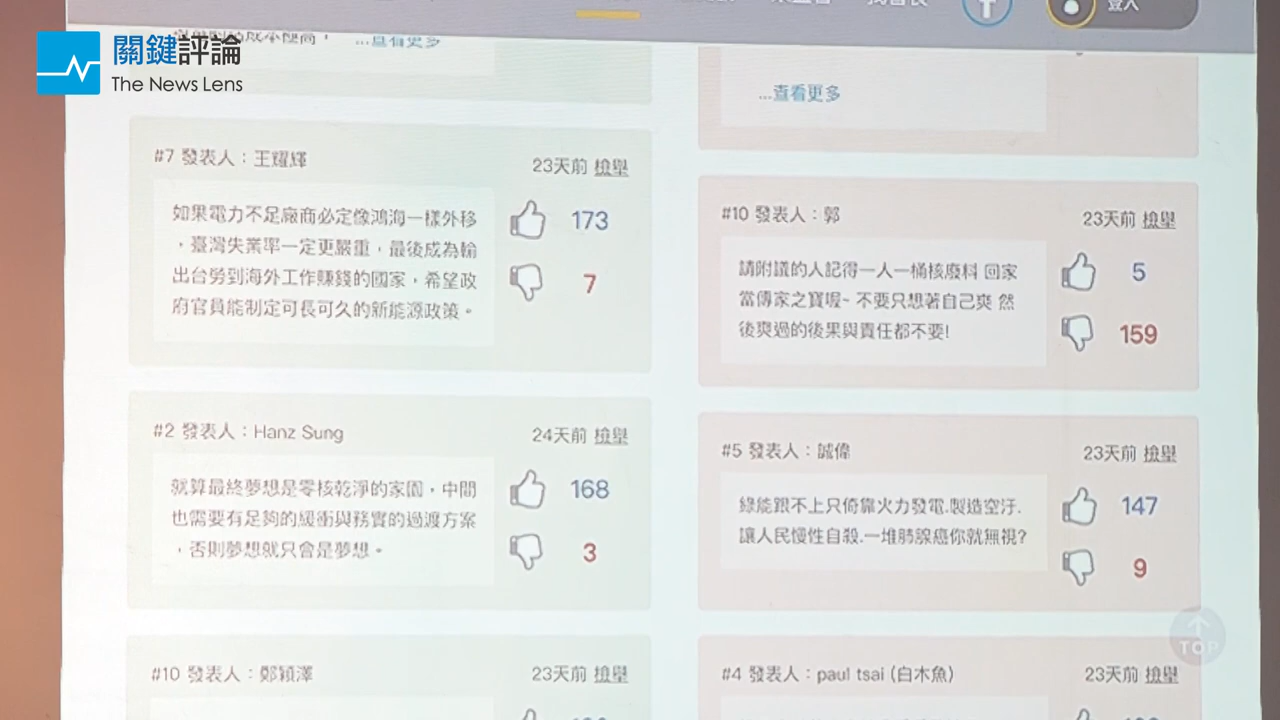 關鍵評論
The News Lens
登入
...查看更多
...查看更多
#7 發表人：王耀輝
23天前 檢舉
如果電力不足廠商必定像鴻海一樣外移
，臺灣失業率一定更嚴重，最後成為輸
出台勞到海外工作賺錢的國家，希望政
府官員能制定可長可久的新能源政策。
173
7
#2 發表人：Hanz Sung
24天前 檢舉
就算最終夢想是零核乾淨的家園，中間
也需要有足夠的緩衝與務實的過渡方案
，否則夢想就只會是夢想。
168
3
#10 發表人：鄭穎澤
23天前 檢舉
#10 發表人：郭
23天前 檢舉
請附議的人記得一人一桶核廢料 回家
當傳家之寶喔~ 不要只想著自己爽 然
後爽過的後果與責任都不要!
5
159
#5 發表人：誠偉
23天前 檢舉
綠能跟不上只倚靠火力發電.製造空汙.
讓人民慢性自殺.一堆肺腺癌你就無視?
147
9
#4 發表人：paul tsai (白木魚)
23天前 檢舉
TOP